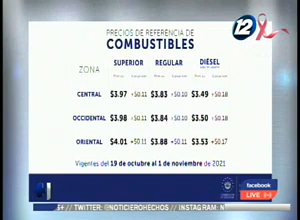 12
PRECIOS DE REFERENCIA DE
COMBUSTIBLES
ZONA SUPERIOR REGULAR DIÉSEL
CENTRAL $3.97 +$0.11 $3.83 +$0.10 $3.49 +$0.18
OCCIDENTAL $3.98 +$0.11 $3.84 +$0.10 $3.50 +$0.18
ORIENTAL $4.01 +$0.11 $3.88 +$0.11 $3.53 +$0.17
Vigentes del 19 de octubre al 1 de noviembre de 2021
facebook
LIVE
S+ // TWITTER: @NOTICIEROHECHOS // INSTAGRAM: N